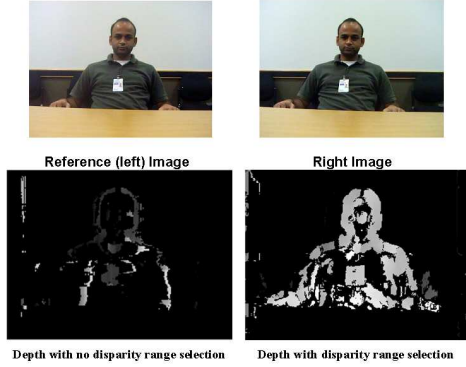 Reference (left) Image
Right Image
Depth with no disparity range selection
Depth with disparity range selection